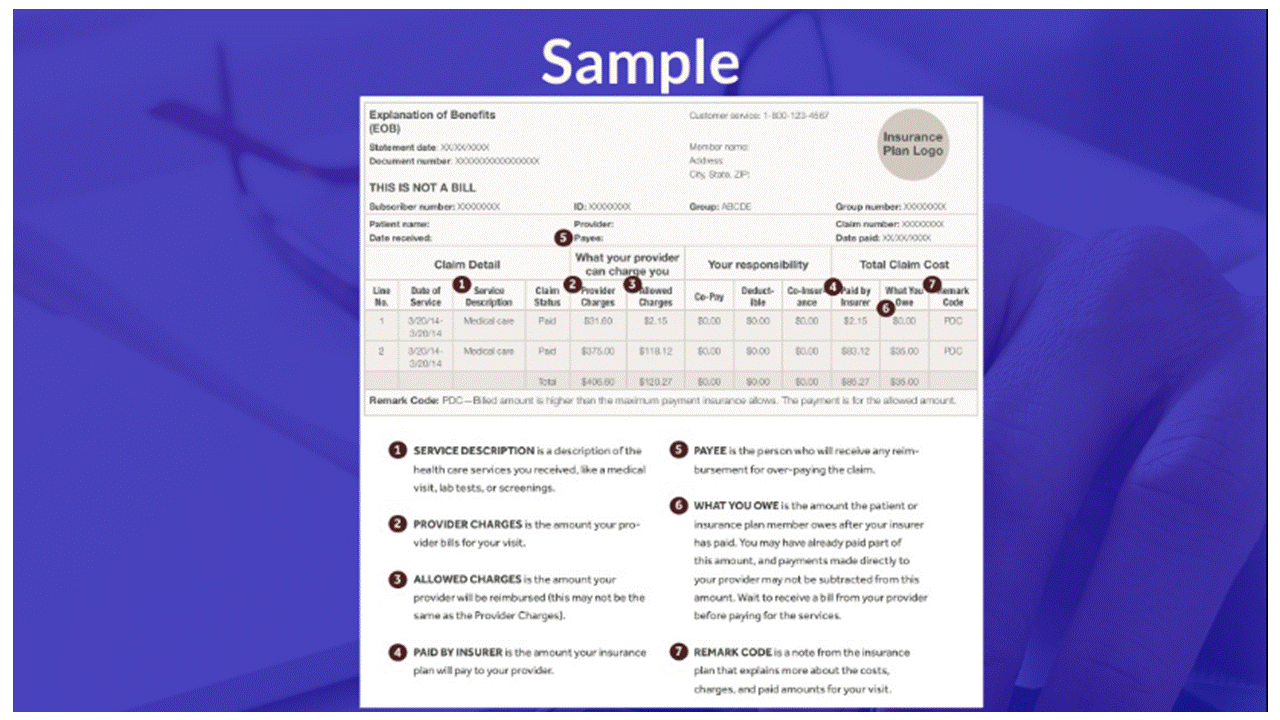 Sample
Explanation of Benefits
(EOB)
Customer service: 1-800-123-4567
Insurance
Plan Logo
Statement date: XX/XX/XXXX
Document number: XXXXXXXXXXXXXXXX
Member name:
Address:
City, State, ZIP:
THIS IS NOT A BILL
Subscriber number: XXXXXXXX ID: XXXXXXXX Group: ABCDE Group number: XXXXXXXX
Patient name: Provider: Claim number: XXXXXXXX
Date received: 5 Payee: Date paid: XX/XX/XXXX
Claim Detail
What your provider
can charge you
Your responsibility
Total Claim Cost
Line
No.
Date of
Service
1 Service
Description
Claim
Status
2 Provider
Charges
3 Allowed
Charges
Co-Pay
Deduct-
ible
Co-Insur-
ance
4 Paid by
Insurer
What You
6 Owe
7 Remark
Code
1 3/20/14- Medical care Paid $31.60 $2.15 $0.00 $0.00 $0.00 $2.15 $0.00 PDC
3/20/14
2 3/20/14- Medical care Paid $375.00 $118.12 $0.00 $0.00 $0.00 $83.12 $35.00 PDC
3/20/14
Total $406.60 $120.27 $0.00 $0.00 $0.00 $85.27 $35.00
Remark Code: PDC—Billed amount is higher than the maximum payment insurance allows. The payment is for the allowed amount.
1 SERVICE DESCRIPTION is a description of the
health care services you received, like a medical
visit, lab tests, or screenings.
2 PROVIDER CHARGES is the amount your pro-
vider bills for your visit.
3 ALLOWED CHARGES is the amount your
provider will be reimbursed (this may not be the
same as the Provider Charges).
4 PAID BY INSURER is the amount your insurance
plan will pay to your provider.
5 PAYEE is the person who will receive any reim-
bursement for over-paying the claim.
6 WHAT YOU OWE is the amount the patient or
insurance plan member owes after your insurer
has paid. You may have already paid part of
this amount, and payments made directly to
your provider may not be subtracted from this
amount. Wait to receive a bill from your provider
before paying for the services.
7 REMARK CODE is a note from the insurance
plan that explains more about the costs,
charges, and paid amounts for your visit.